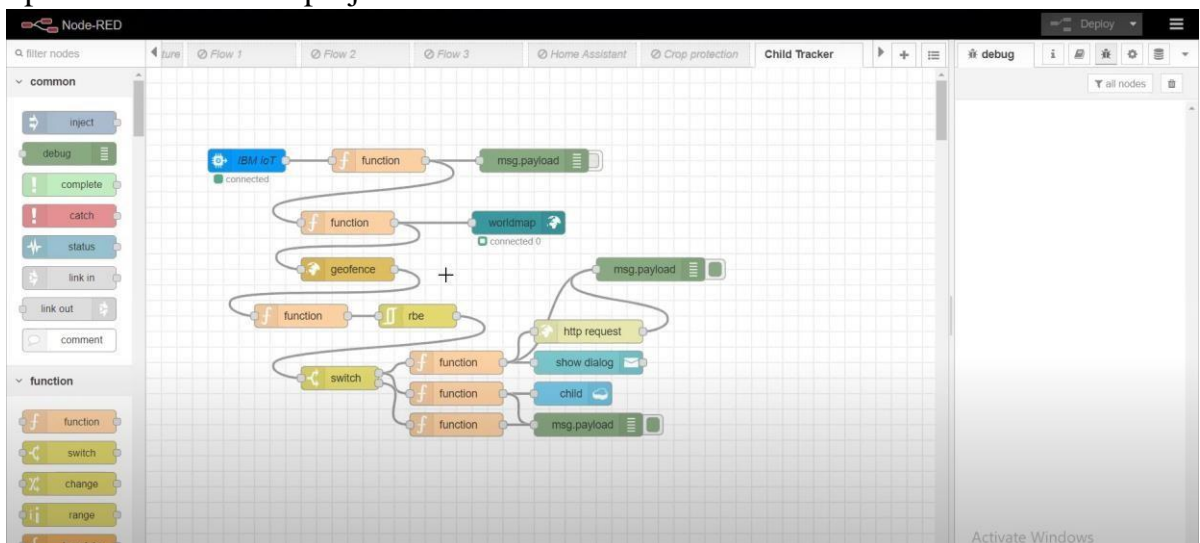 Node-RED
Deploy
filter nodes
ture
Flow 1
Flow 2
Flow 3
Home Assistant
Crop protection
Child Tracker
debug
i
all nodes
common
inject
debug
complete
catch
status
link in
link out
comment
function
function
switch
change
range
IBM IoT
connected
function
msg.payload
function
worldmap
connected 0
geofence
msg.payload
function
rbe
http request
switch
function
show dialog
function
child
function
msg.payload
Activate Windows